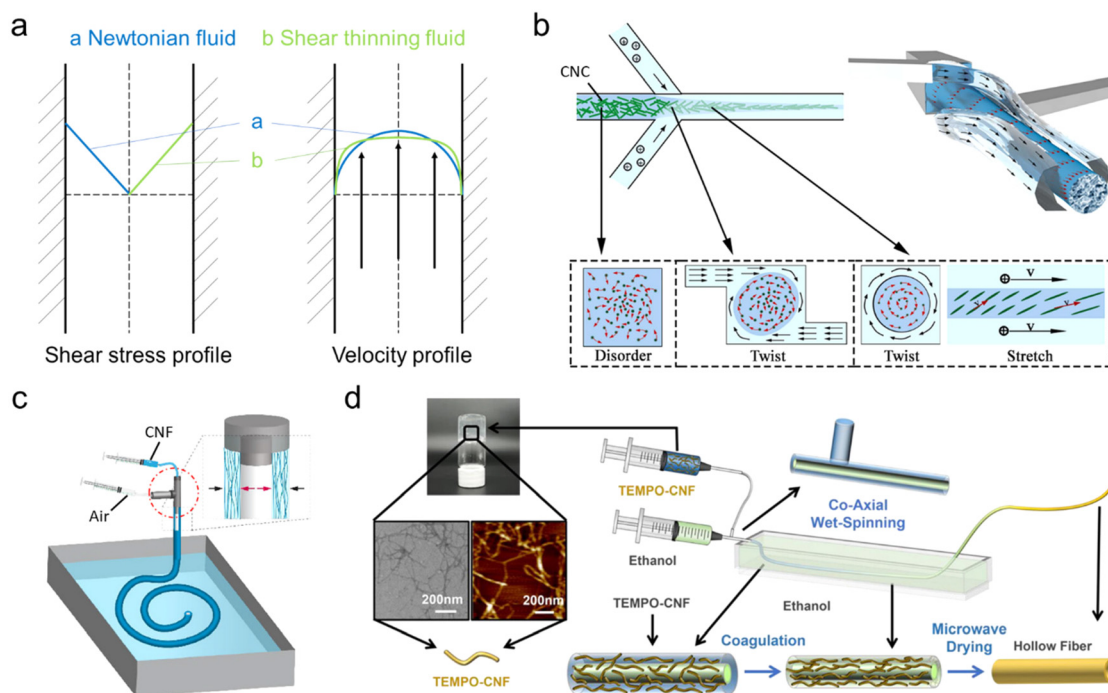 a
a Newtonian fluid
b Shear thinning fluid
a
b
Shear stress profile
Velocity profile
b
CNC
Disorder
Twist
Twist
Stretch
v
v
v
v
c
CNF
Air
d
TEMPO-CNF
Ethanol
Co-Axial
Wet-Spinning
200nm
200nm
TEMPO-CNF
TEMPO-CNF
Ethanol
Coagulation
Microwave
Drying
Hollow Fiber